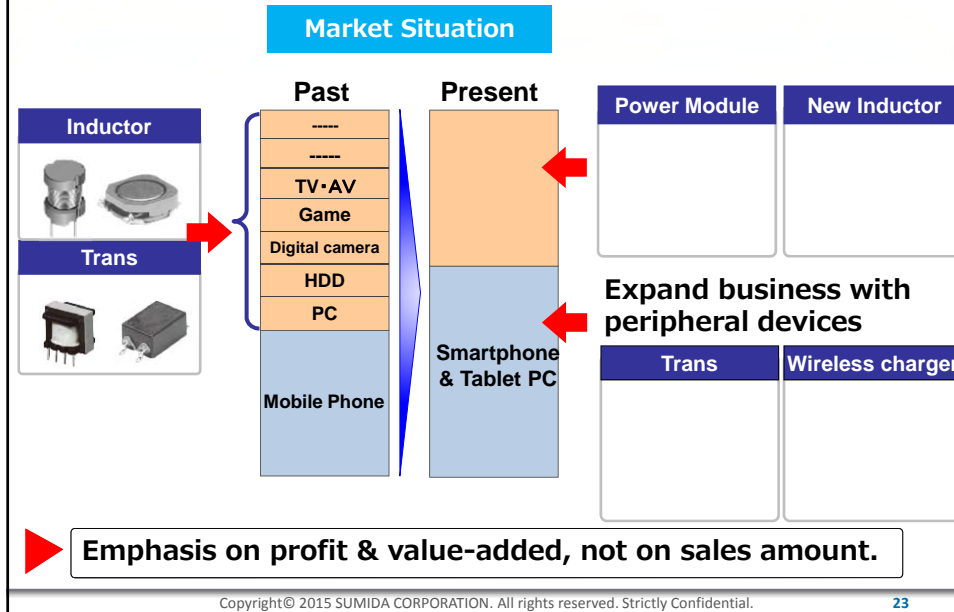 Market Situation
Past
Present
Inductor
Trans
-----
-----
TV・AV
Game
Digital camera
HDD
PC
Mobile Phone
Smartphone
& Tablet PC
Power Module
New Inductor
Expand business with
peripheral devices
Trans
Wireless charger
Emphasis on profit & value-added, not on sales amount.
Copyright© 2015 SUMIDA CORPORATION. All rights reserved. Strictly Confidential.
23